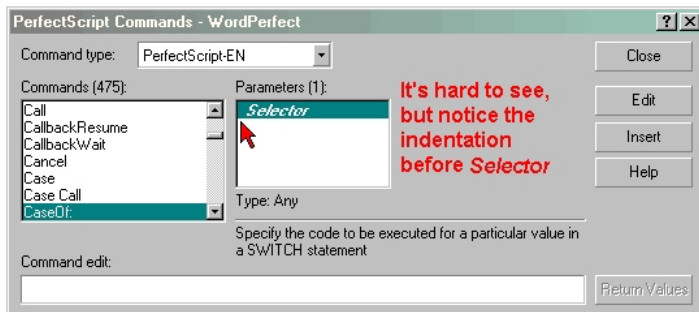 PerfectScript Commands - WordPerfect
Command type:
PerfectScript-EN
Close
Commands (475):
Call
CallbackResume
CallbackWait
Cancel
Case
Case Call
CaseOf:
Parameters (1):
Selector
It's hard to see,
but notice the
indentation
before Selector
Edit
Insert
Help
Type: Any
Specify the code to be executed for a particular value in
a SWITCH statement
Command edit:
Return Values